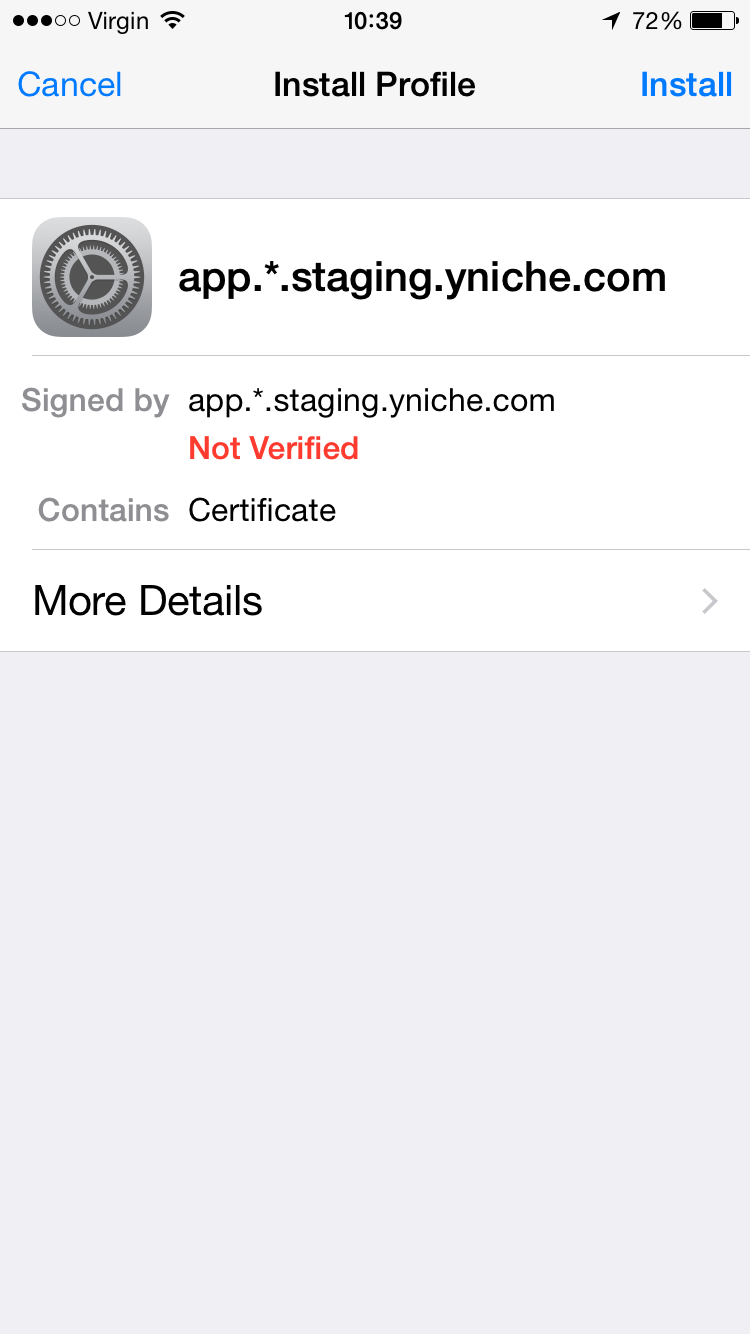 Virgin 10:39 72%
Cancel Install Profile Install
app.*.staging.yniche.com
Signed by app.*.staging.yniche.com
Not Verified
Contains Certificate
More Details